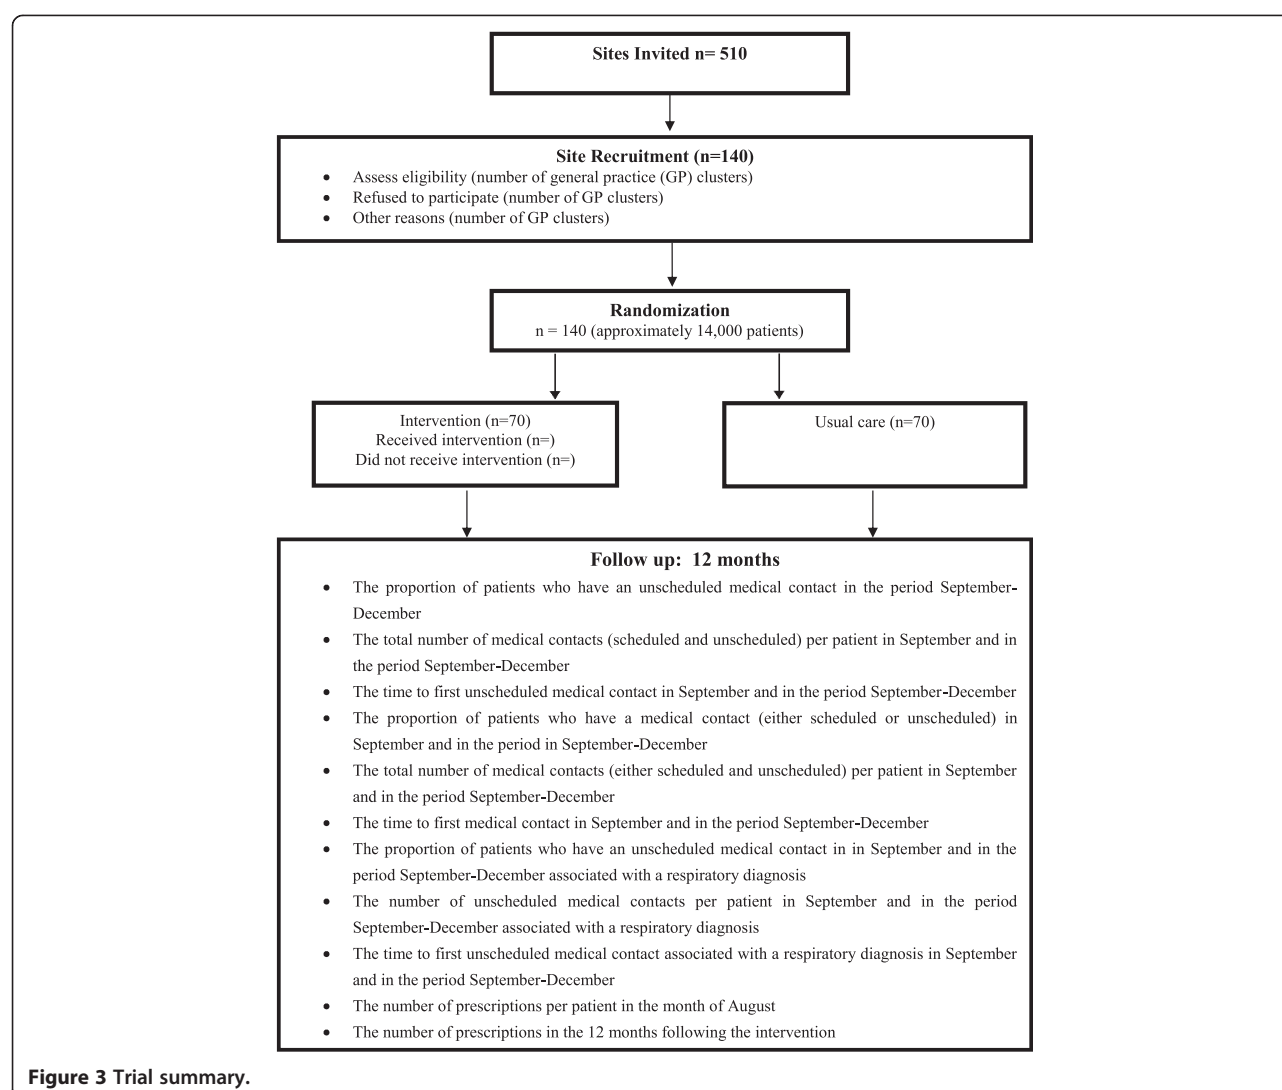 Sites Invited n= 510
Site Recruitment (n=140)
• Assess eligibility (number of general practice (GP) clusters)
• Refused to participate (number of GP clusters)
• Other reasons (number of GP clusters)
Randomization
n = 140 (approximately 14,000 patients)
Intervention (n=70)
Received intervention (n=)
Did not receive intervention (n=)
Usual care (n=70)
Follow up: 12 months
• The proportion of patients who have an unscheduled medical contact in the period September-
December
• The total number of medical contacts (scheduled and unscheduled) per patient in September and in
the period September-December
• The time to first unscheduled medical contact in September and in the period September-December
• The proportion of patients who have a medical contact (either scheduled or unscheduled) in
September and in the period in September-December
• The total number of medical contacts (either scheduled and unscheduled) per patient in September
and in the period September-December
• The time to first medical contact in September and in the period September-December
• The proportion of patients who have an unscheduled medical contact in in September and in the
period September-December associated with a respiratory diagnosis
• The number of unscheduled medical contacts per patient in September and in the period
September-December associated with a respiratory diagnosis
• The time to first unscheduled medical contact associated with a respiratory diagnosis in September
and in the period September-December
• The number of prescriptions per patient in the month of August
• The number of prescriptions in the 12 months following the intervention
Figure 3 Trial summary.